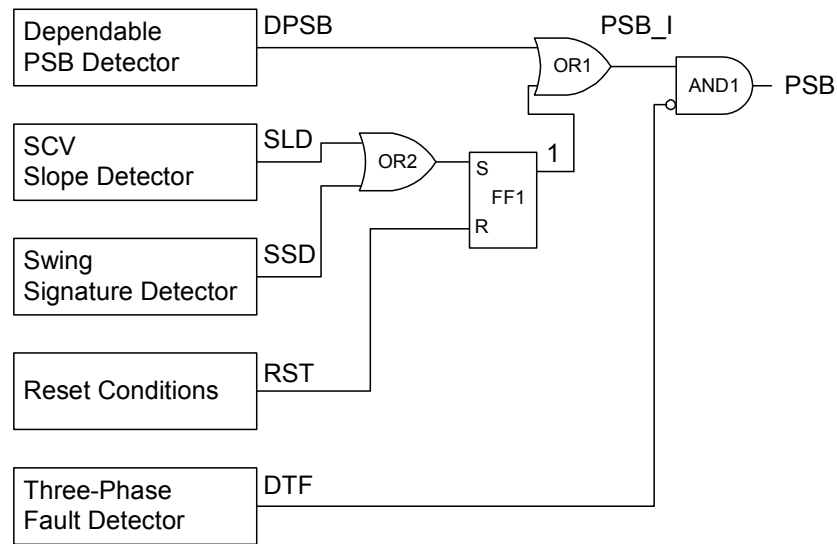 Dependable
PSB Detector
DPSB
PSB_I
OR1
AND1
PSB
SCV
Slope Detector
SLD
OR2
1
S
FF1
R
Swing
Signature Detector
SSD
Reset Conditions
RST
Three-Phase
Fault Detector
DTF